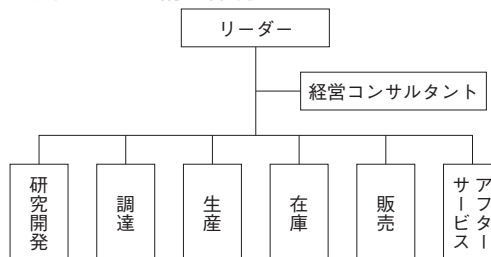 リーダー
経営コンサルタント
研究開発
調達
生産
在庫
販売
アフター
サービス